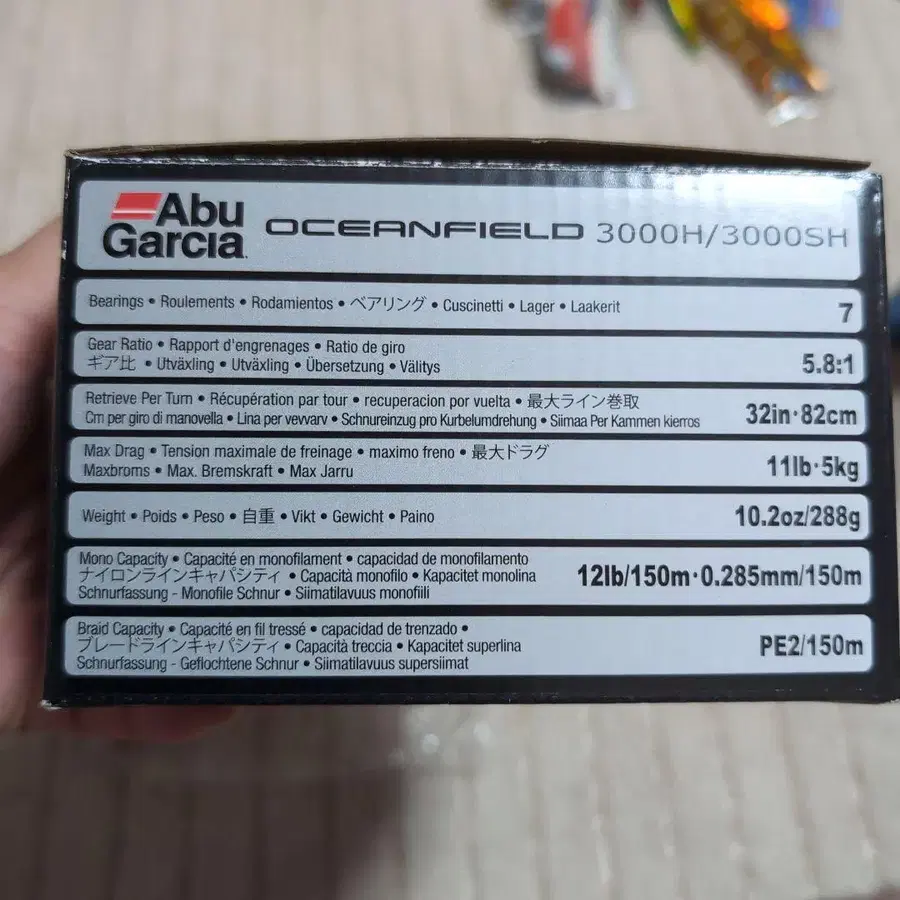 Abu
Garcia
OCEANFIELD 3000H/3000SH
Bearings • Roulements • Rodamientos • ベアリング • Cuscinetti • Lager • Laakerit
7
Gear Ratio • Rapport d'engrenages • Ratio de giro
ギア比 • Utväxling • Utväxling • Übersetzung • Välitys
5.8:1
Retrieve Per Turn • Récupération par tour • recuperacion por vuelta • 最大ライン巻取
Cm per giro di manovella • Lina per vevvarv • Schnureinzug pro Kurbelumdrehung • Siimaa Per Kammen kierros
32in·82cm
Max Drag • Tension maximale de freinage • maximo freno • 最大ドラグ
Maxbroms • Max. Bremskraft • Max Jarru
11lb·5kg
Weight • Poids • Peso • 自重 • Vikt • Gewicht • Paino
10.2oz/288g
Mono Capacity • Capacité en monofilament • capacidad de monofilamento
ナイロンラインキャパシティ • Capacità monofilo • Kapacitet monolina
Schnurfassung - Monofile Schnur • Siimatilavuus monofiili
12lb/150m·0.285mm/150m
Braid Capacity • Capacité en fil tressé • capacidad de trenzado •
ブレードラインキャパシティ • Capacità treccia • Kapacitet superlina
Schnurfassung - Geflochtene Schnur • Siimatilavuus supersiimat
PE2/150m